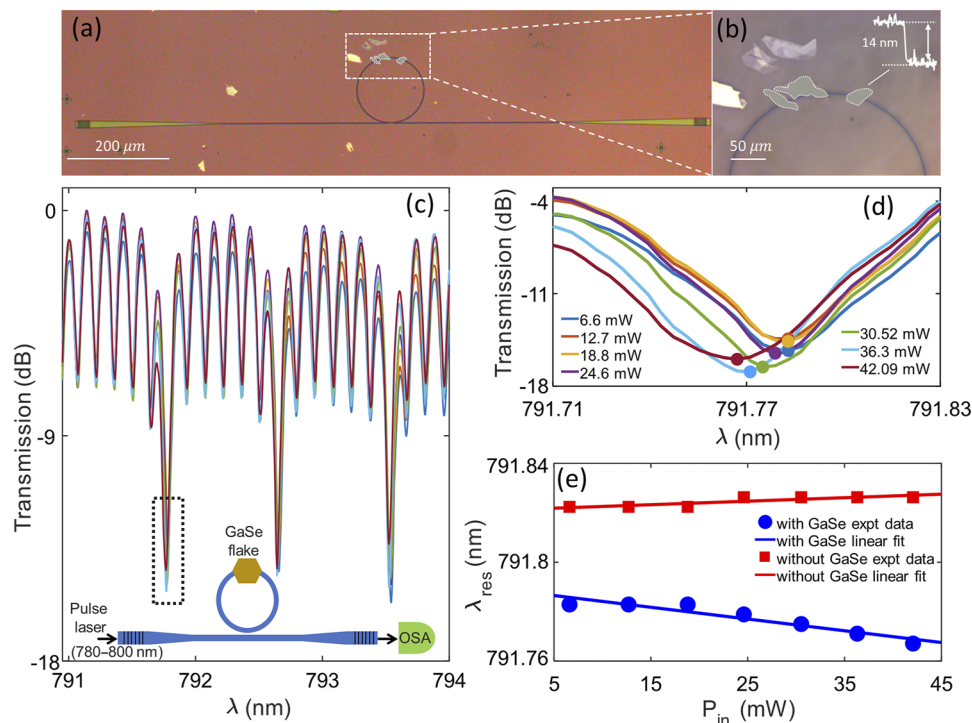 (a)
200 μm
(b)
14 nm
50 μm
(c)
0
-9
-18
Transmission (dB)
791
792
793
794
λ (nm)
GaSe
flake
Pulse
laser
(780–800 nm)
OSA
(d)
-4
-11
-18
Transmission (dB)
6.6 mW
12.7 mW
18.8 mW
24.6 mW
30.52 mW
36.3 mW
42.09 mW
791.71
791.77
791.83
λ (nm)
(e)
791.84
791.8
791.76
λres (nm)
with GaSe expt data
with GaSe linear fit
without GaSe expt data
without GaSe linear fit
5
15
25
35
45
Pin (mW)